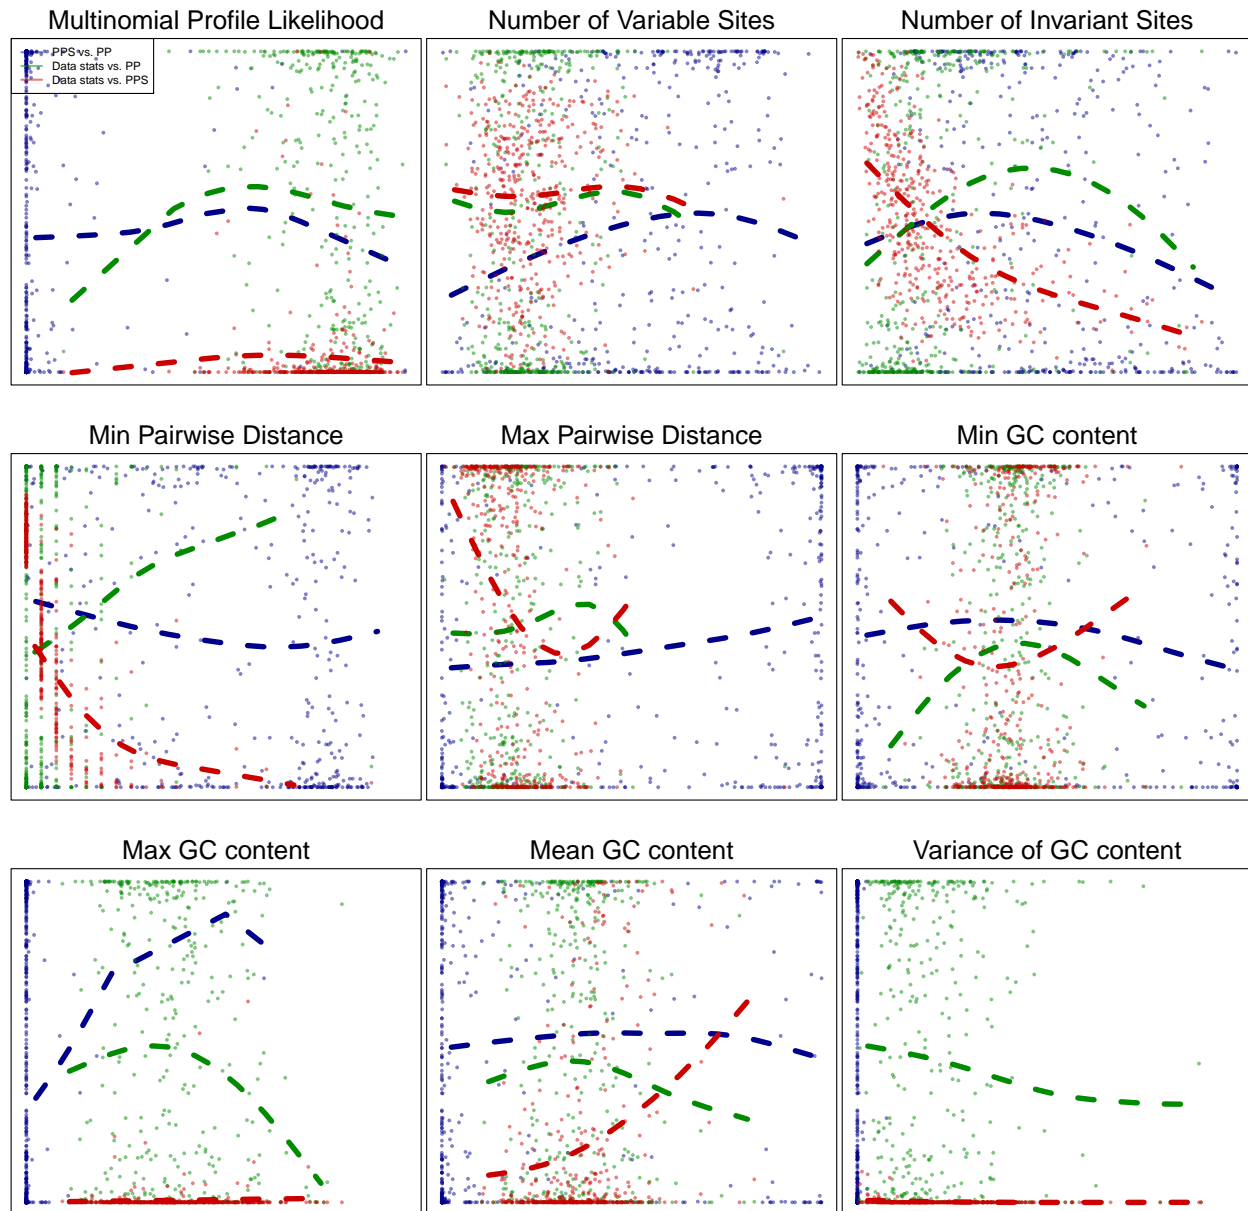 Multinomial Profile Likelihood
Number of Variable Sites
Number of Invariant Sites
PPS vs. PP
Data stats vs. PP
Data stats vs. PPS
Min Pairwise Distance
Max Pairwise Distance
Min GC content
Max GC content
Mean GC content
Variance of GC content